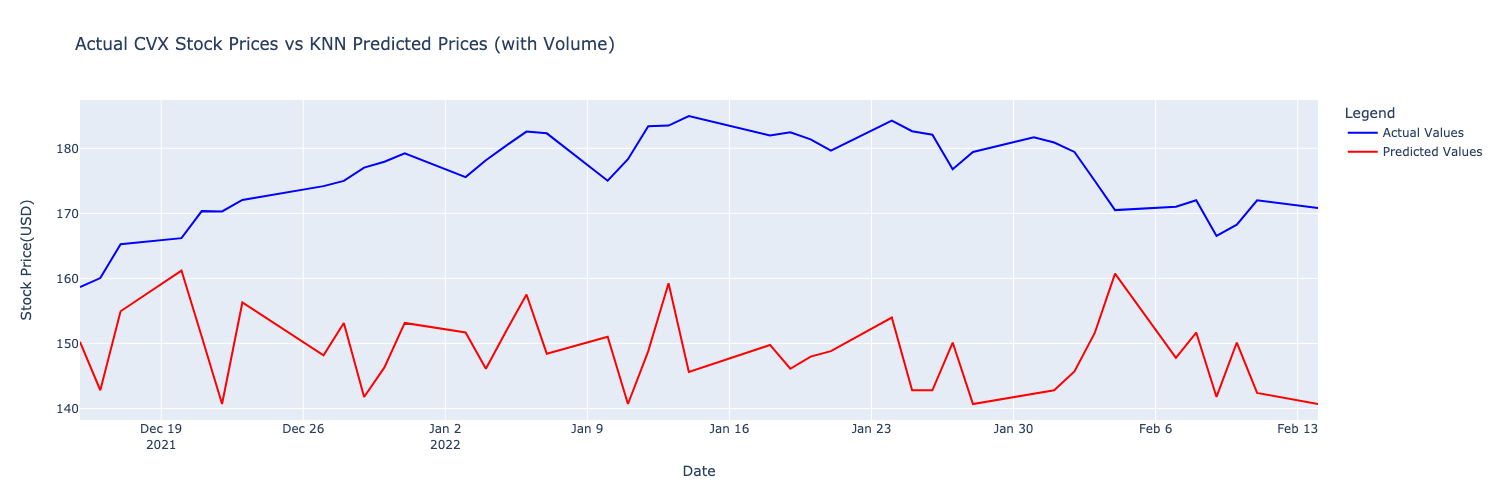 Actual CVX Stock Prices vs KNN Predicted Prices (with Volume)
Legend
Actual Values
Predicted Values
Stock Price(USD)
180
170
160
150
140
Dec 19
2021
Dec 26
Jan 2
2022
Jan 9
Jan 16
Jan 23
Jan 30
Feb 6
Feb 13
Date